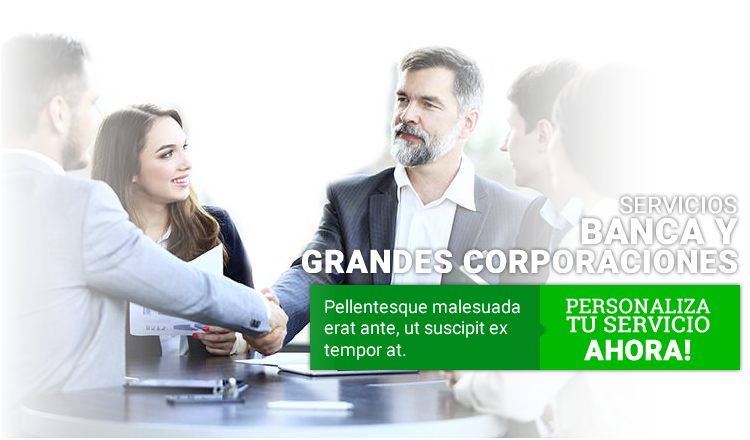 SERVICIOS
BANCA Y
GRANDES CORPORACIONES
Pellentesque malesuada
erat ante, ut suscipit ex
tempor at.
PERSONALIZA
TU SERVICIO
AHORA!